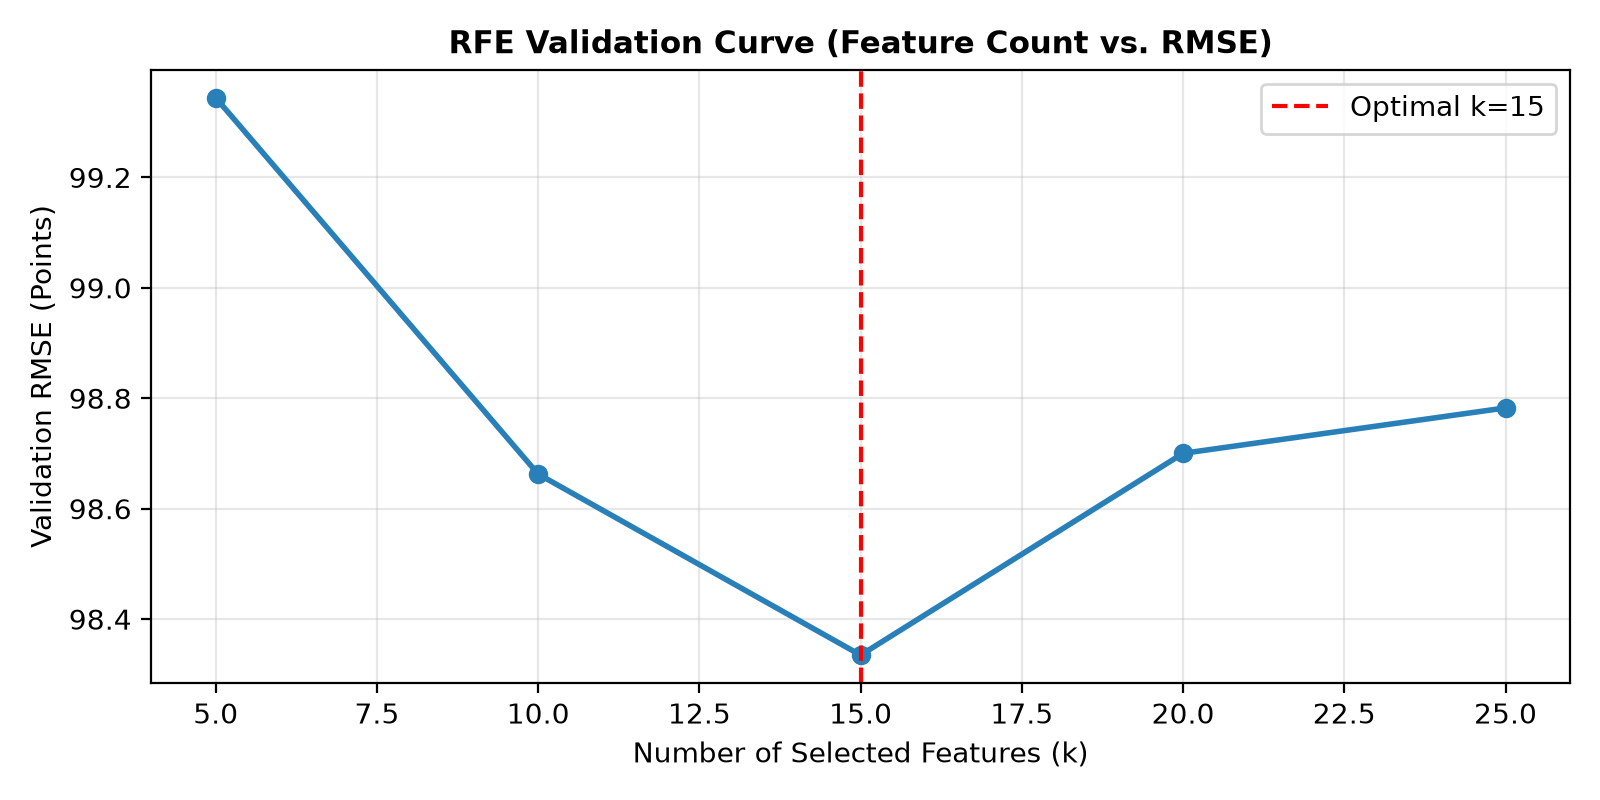 RFE Validation Curve (Feature Count vs. RMSE)
Optimal k=15
Validation RMSE (Points)
99.2
99.0
98.8
98.6
98.4
5.0 7.5 10.0 12.5 15.0 17.5 20.0 22.5 25.0
Number of Selected Features (k)